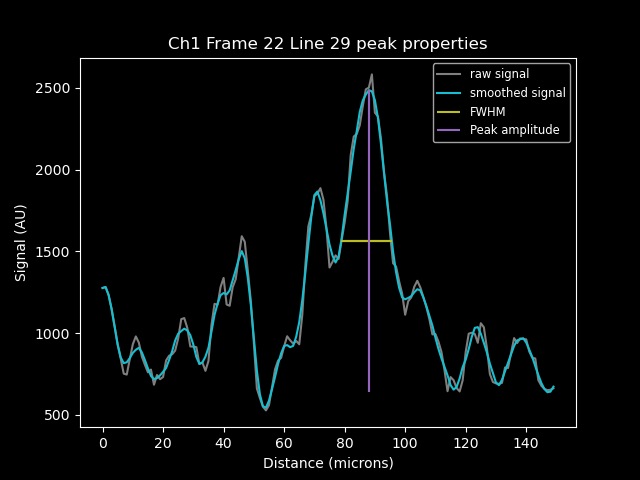 Ch1 Frame 22 Line 29 peak properties
raw signal
smoothed signal
FWHM
Peak amplitude
Signal (AU)
2500
2000
1500
1000
500
0 20 40 60 80 100 120 140
Distance (microns)